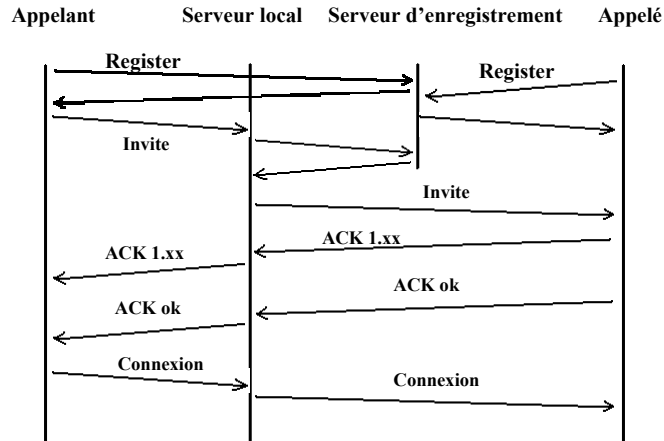 Appelant Serveur local Serveur d’enregistrement Appelé
Register
Register
Invite
Invite
ACK 1.xx
ACK 1.xx
ACK ok
ACK ok
Connexion
Connexion